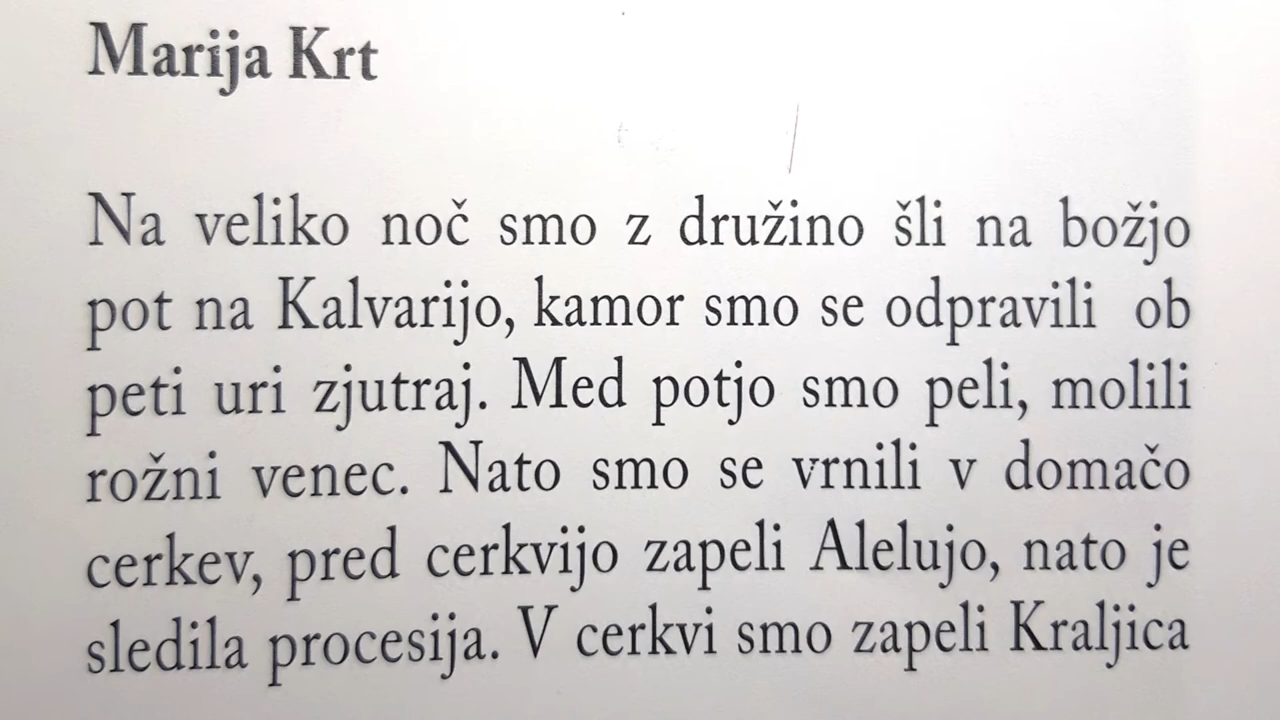 Marija Krt
Na veliko noč smo z družino šli na božjo
pot na Kalvarijo, kamor smo se odpravili ob
peti uri zjutraj. Med potjo smo peli, molili
rožni venec. Nato smo se vrnili v domačo
cerkev, pred cerkvijo zapeli Alelujo, nato je
sledila procesija. V cerkvi smo zapeli Kraljica